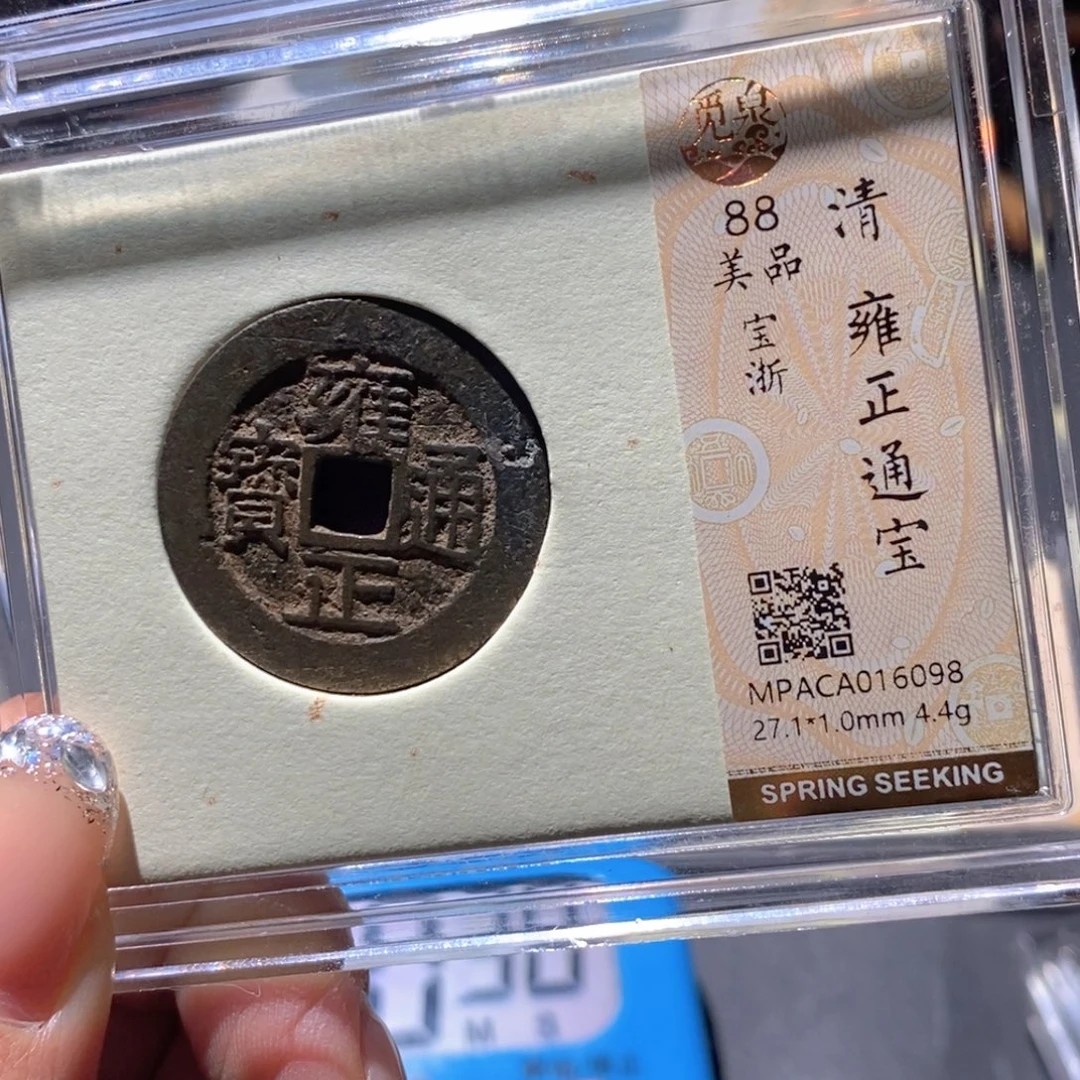 雍正通寶
觅泉
清 雍正通宝
88
美品
宝浙
MPACA016098
27.1*1.0mm 4.4g
SPRING SEEKING
M S